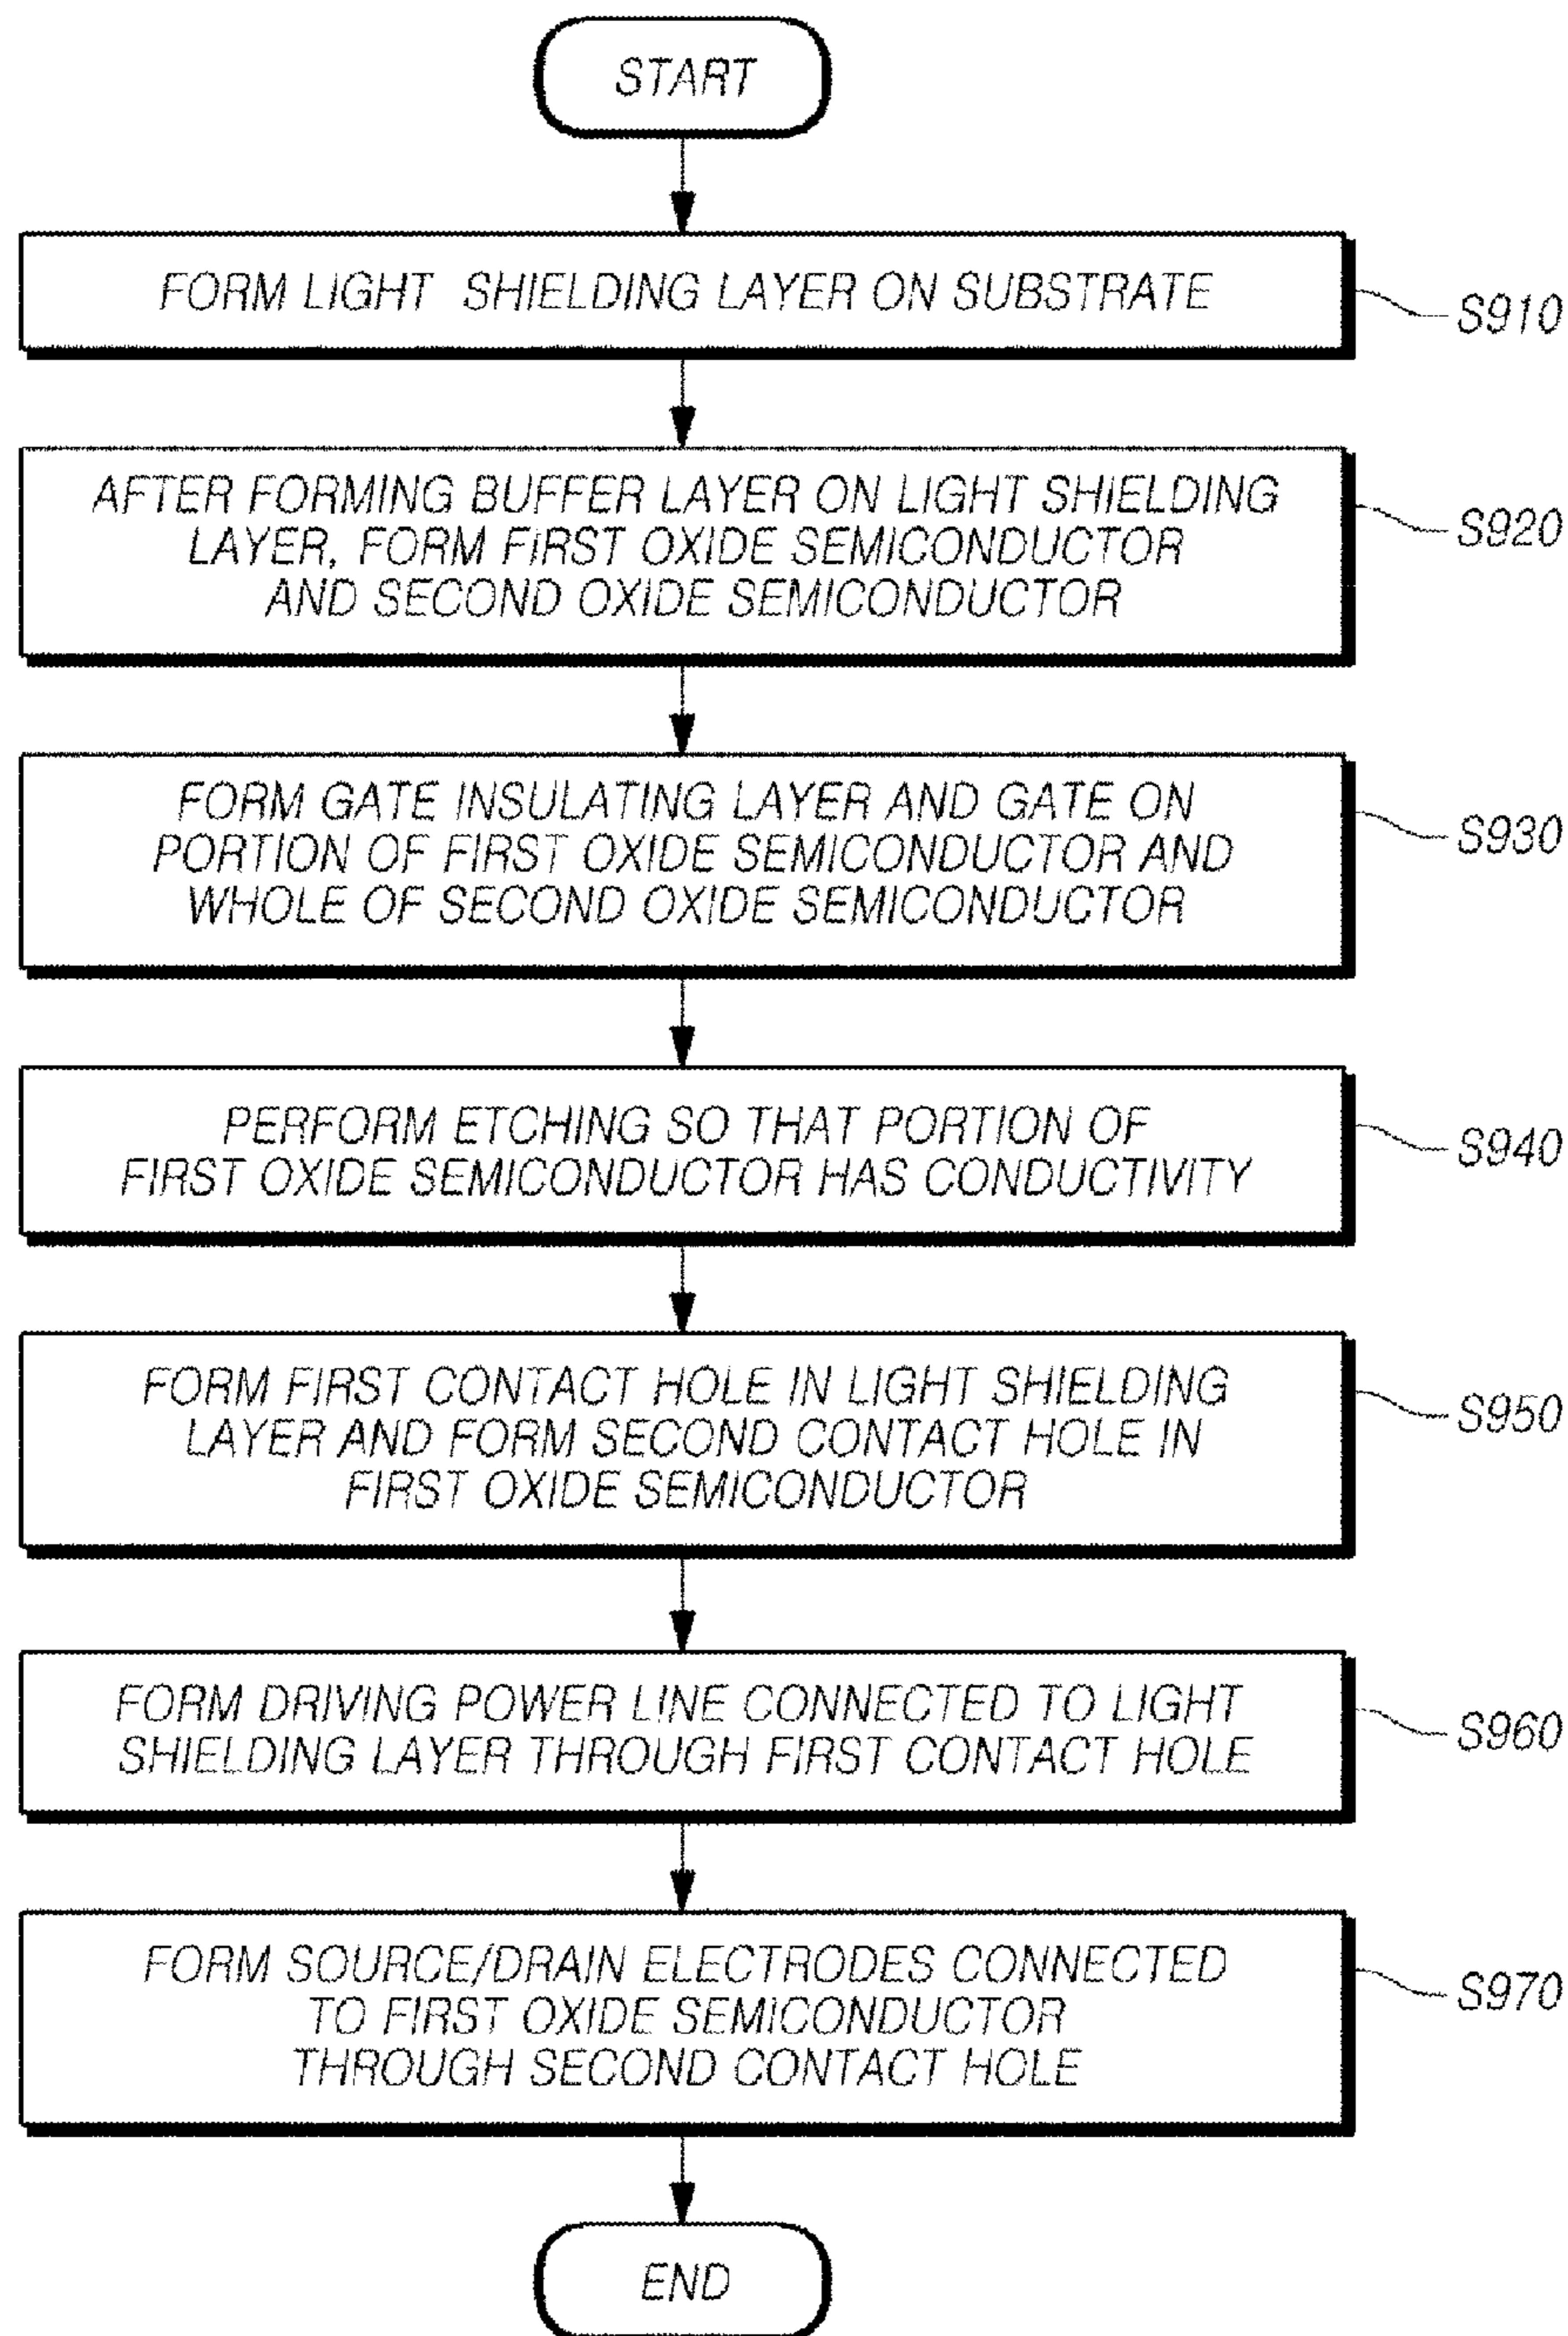 START
FORM LIGHT SHIELDING LAYER ON SUBSTRATE
S910
AFTER FORMING BUFFER LAYER ON LIGHT SHIELDING
LAYER, FORM FIRST OXIDE SEMICONDUCTOR
AND SECOND OXIDE SEMICONDUCTOR
S920
FORM GATE INSULATING LAYER AND GATE ON
PORTION OF FIRST OXIDE SEMICONDUCTOR AND
WHOLE OF SECOND OXIDE SEMICONDUCTOR
S930
PERFORM ETCHING SO THAT PORTION OF
FIRST OXIDE SEMICONDUCTOR HAS CONDUCTIVITY
S940
FORM FIRST CONTACT HOLE IN LIGHT SHIELDING
LAYER AND FORM SECOND CONTACT HOLE IN
FIRST OXIDE SEMICONDUCTOR
S950
FORM DRIVING POWER LINE CONNECTED TO LIGHT
SHIELDING LAYER THROUGH FIRST CONTACT HOLE
S960
FORM SOURCE/DRAIN ELECTRODES CONNECTED
TO FIRST OXIDE SEMICONDUCTOR
THROUGH SECOND CONTACT HOLE
S970
END